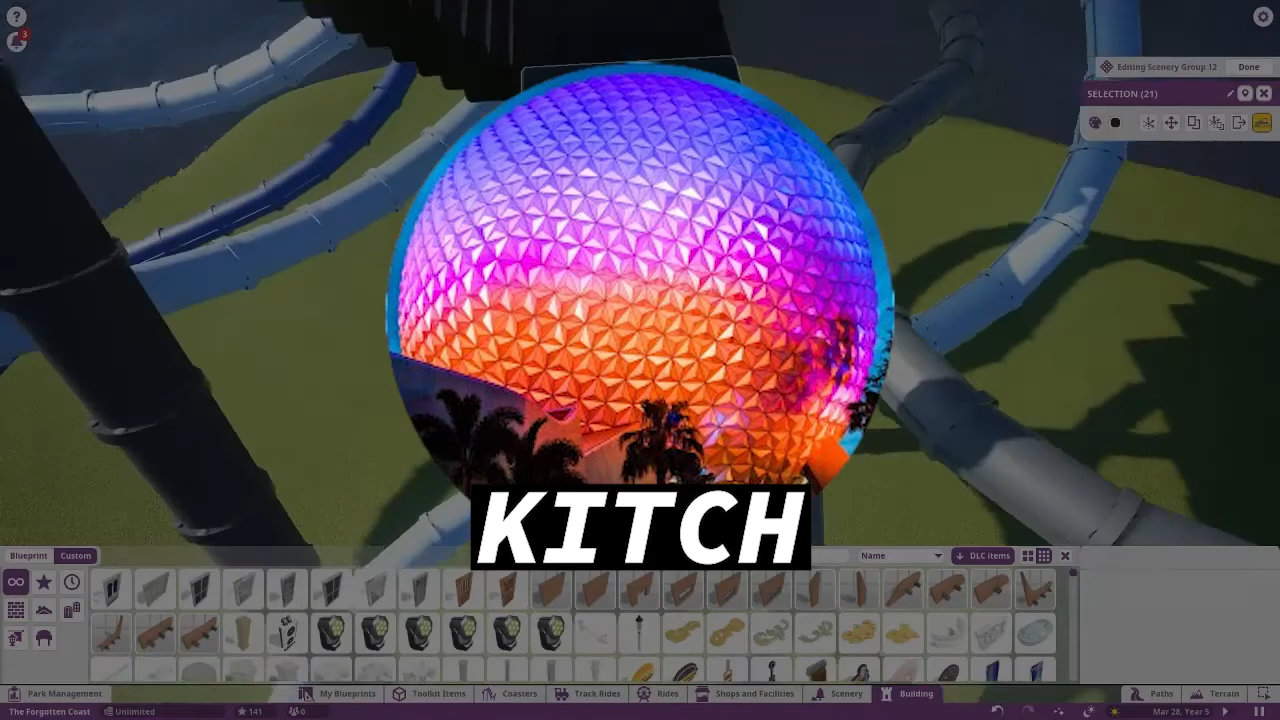 ?
3
Editing Scenery Group 12
Done
SELECTION (21)
KITCH
Blueprint
Custom
Name
DLC items
Park Management
My Blueprints
Toolkit Items
Coasters
Track Rides
Rides
Shops and Facilities
Scenery
Building
Paths
Terrain
The Forgotten Coast
Unlimited
141
0
Mar 28, Year 5